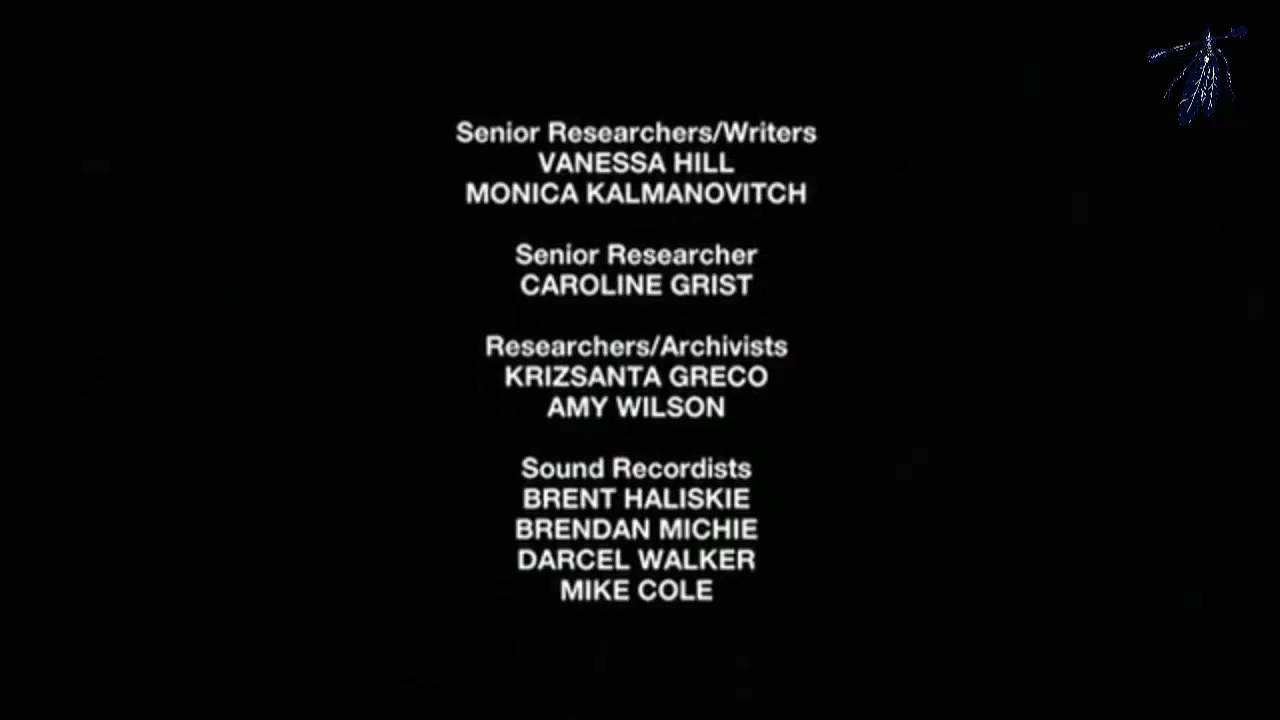 Senior Researchers/Writers
VANESSA HILL
MONICA KALMANOVITCH
Senior Researcher
CAROLINE GRIST
Researchers/Archivists
KRIZSANTA GRECO
AMY WILSON
Sound Recordists
BRENT HALISKIE
BRENDAN MICHIE
DARCEL WALKER
MIKE COLE